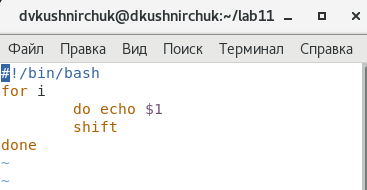 dvkushnirchuk@dkushnirchuk:~/lab11
Файл Правка Вид Поиск Терминал Справка
#!/bin/bash
for i
        do echo $1
        shift
done
~
~